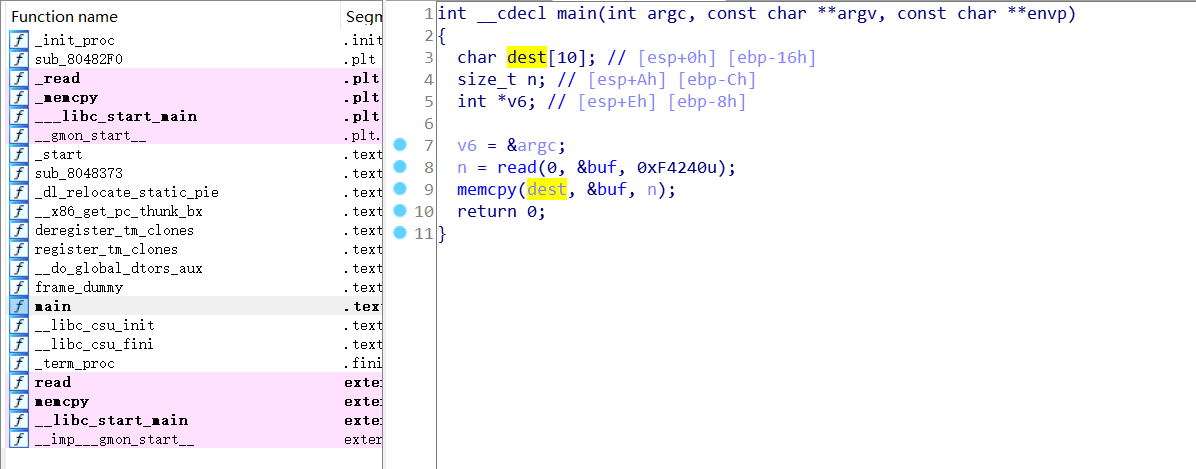 Function name Segm
f _init_proc .init
f sub_80482F0 .plt
f _read .plt
f _memcpy .plt
f ___libc_start_main .plt
f __gmon_start__ .plt.
f _start .text
f sub_8048373 .text
f _dl_relocate_static_pie .text
f __x86_get_pc_thunk_bx .text
f deregister_tm_clones .text
f register_tm_clones .text
f __do_global_dtors_aux .text
f frame_dummy .text
f main .text
f __libc_csu_init .text
f __libc_csu_fini .text
f _term_proc .fini
f read exte
f memcpy exte
f __libc_start_main exte
f __imp___gmon_start__ exter
1 int __cdecl main(int argc, const char **argv, const char **envp)
2 {
3 char dest[10]; // [esp+0h] [ebp-16h]
4 size_t n; // [esp+Ah] [ebp-Ch]
5 int *v6; // [esp+Eh] [ebp-8h]
6
7 v6 = &argc;
8 n = read(0, &buf, 0xF4240u);
9 memcpy(dest, &buf, n);
10 return 0;
11 }